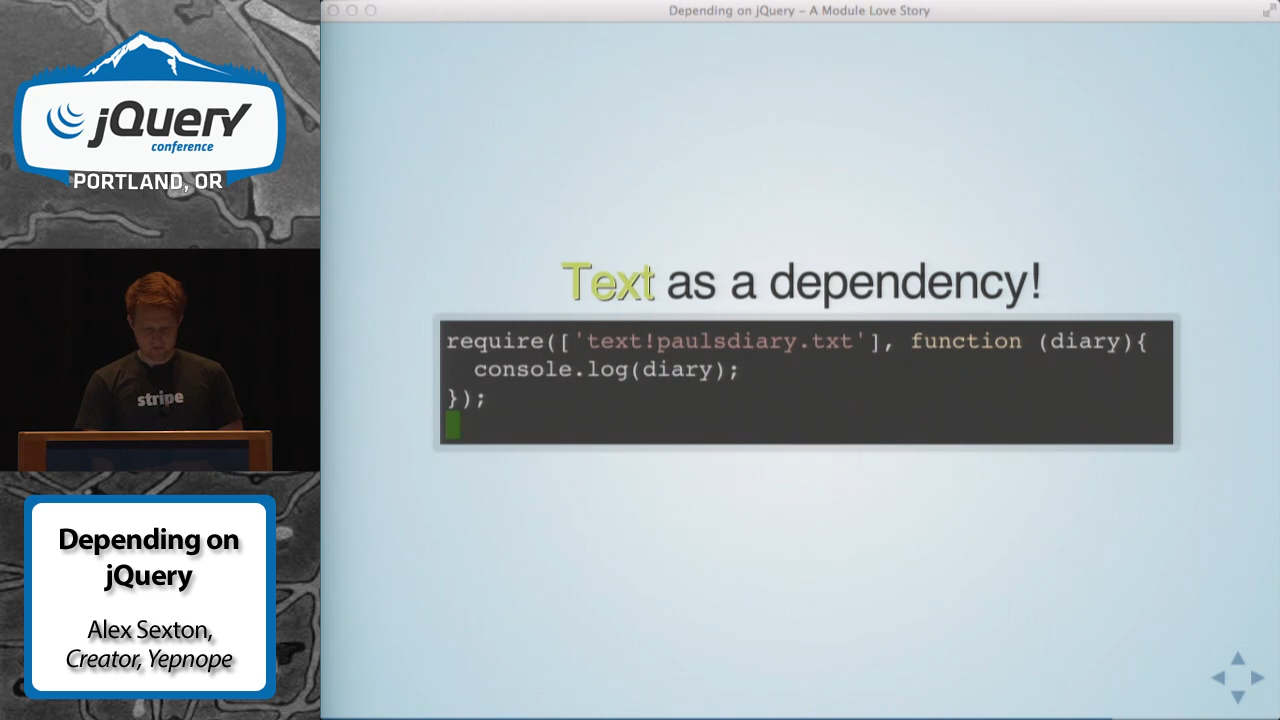 jQuery
conference
PORTLAND, OR
stripe
Depending on
jQuery
Alex Sexton,
Creator, Yepnope
Depending on jQuery – A Module Love Story
Text as a dependency!
require(['text!paulsdiary.txt'], function (diary){
  console.log(diary);
});